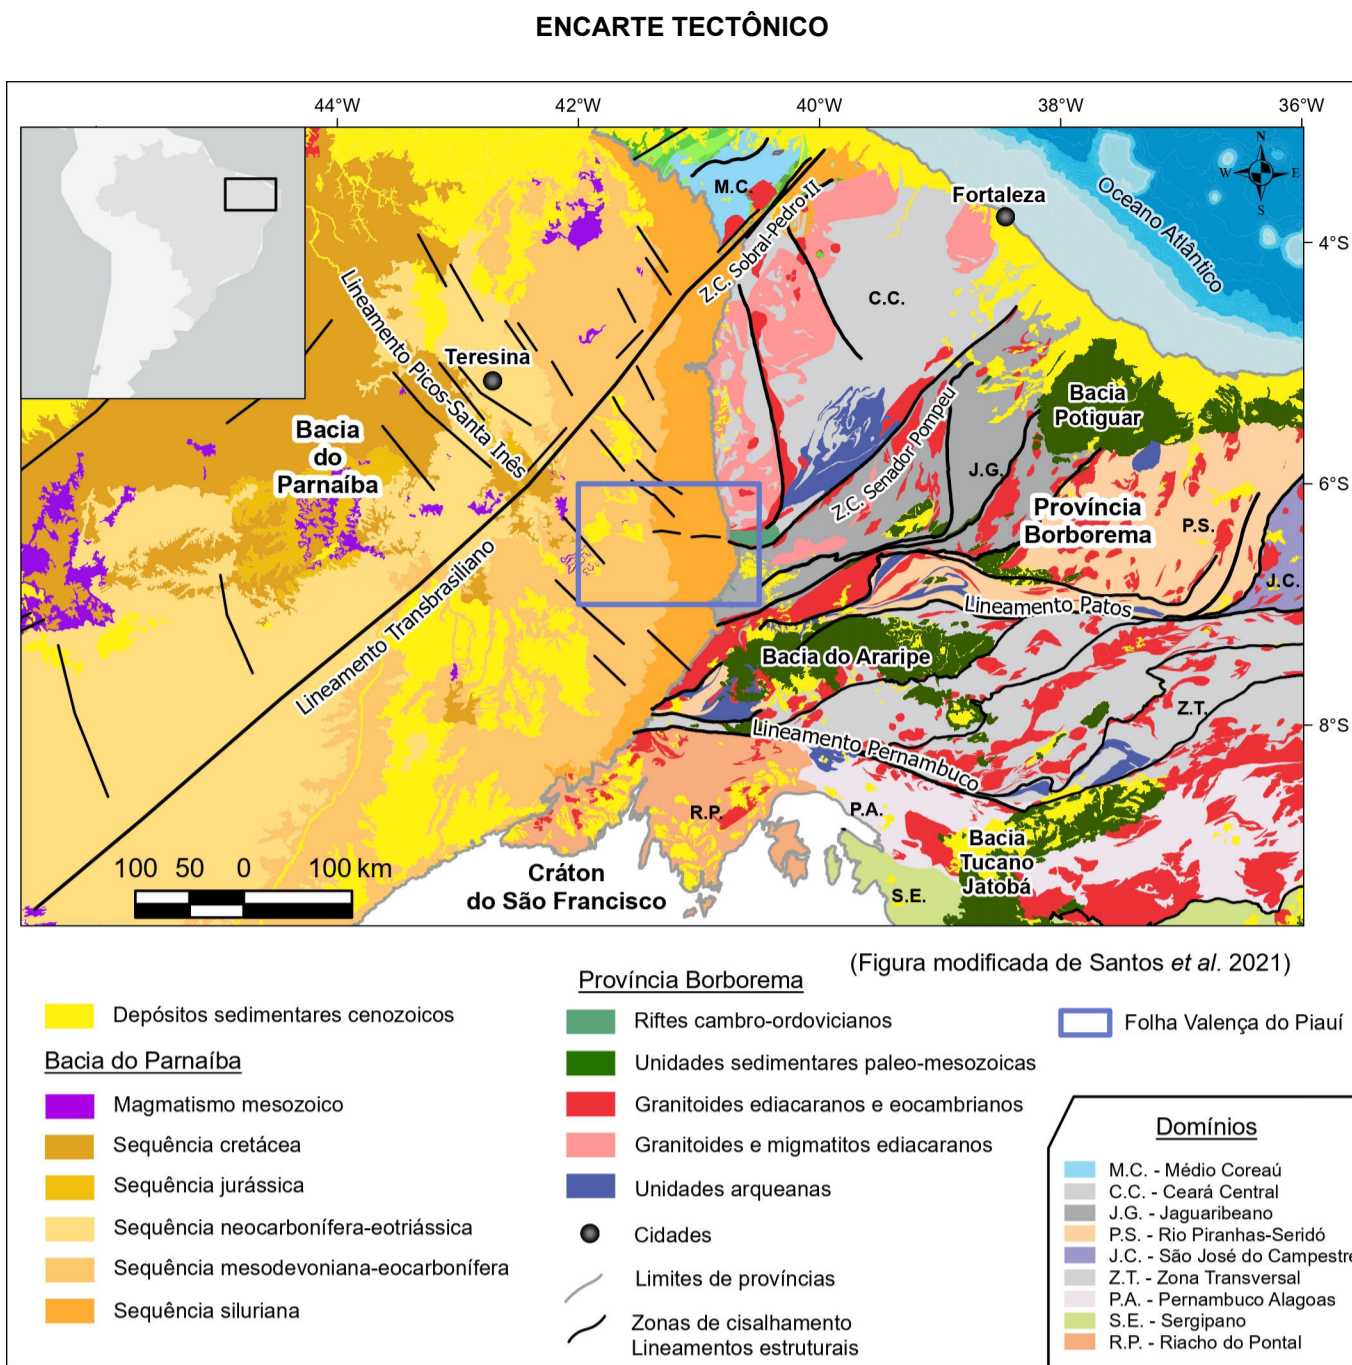 ENCARTE TECTÔNICO
44°W
42°W
40°W
38°W
36°W
N
W
E
S
M.C.
Z.C. Sobral-Pedro II
Fortaleza
Oceano Atlântico
4°S
C.C.
Lineamento Picos-Santa Inês
Teresina
Bacia
Potiguar
Bacia
do
Parnaíba
Z.C. Senador Pompeu
J.G.
6°S
Província
Borborema
P.S.
J.C.
Lineamento Patos
Lineamento Transbrasiliano
Bacia do Araripe
Z.T.
8°S
Lineamento Pernambuco
R.P.
P.A.
Bacia
Tucano
Jatobá
S.E.
100 50 0 100 km
Cráton
do São Francisco
(Figura modificada de Santos et al. 2021)
Depósitos sedimentares cenozoicos
Bacia do Parnaíba
Magmatismo mesozoico
Sequência cretácea
Sequência jurássica
Sequência neocarbonífera-eotriássica
Sequência mesodevoniana-eocarbonífera
Sequência siluriana
Província Borborema
Riftes cambro-ordovicianos
Unidades sedimentares paleo-mesozoicas
Granitoides ediacaranos e eocambrianos
Granitoides e migmatitos ediacaranos
Unidades arqueanas
Cidades
Limites de províncias
Zonas de cisalhamento
Lineamentos estruturais
Folha Valença do Piauí
Domínios
M.C. - Médio Coreaú
C.C. - Ceará Central
J.G. - Jaguaribeano
P.S. - Rio Piranhas-Seridó
J.C. - São José do Campestre
Z.T. - Zona Transversal
P.A. - Pernambuco Alagoas
S.E. - Sergipano
R.P. - Riacho do Pontal